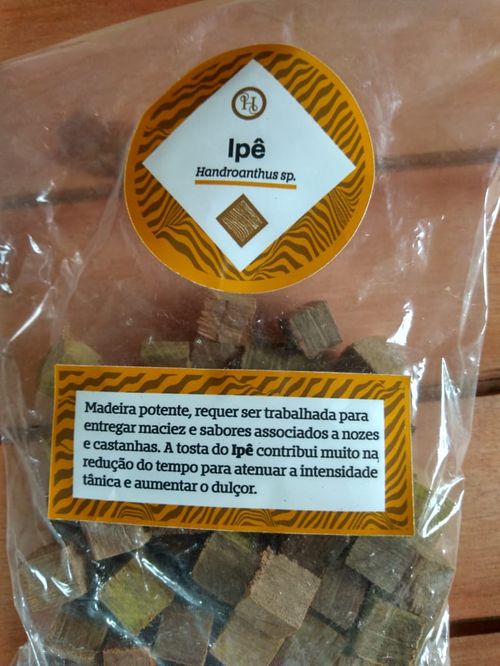 H
Ipê
Handroanthus sp.
Madeira potente, requer ser trabalhada para
entregar maciez e sabores associados a nozes
e castanhas. A tosta do Ipê contribui muito na
redução do tempo para atenuar a intensidade
tânica e aumentar o dulçor.